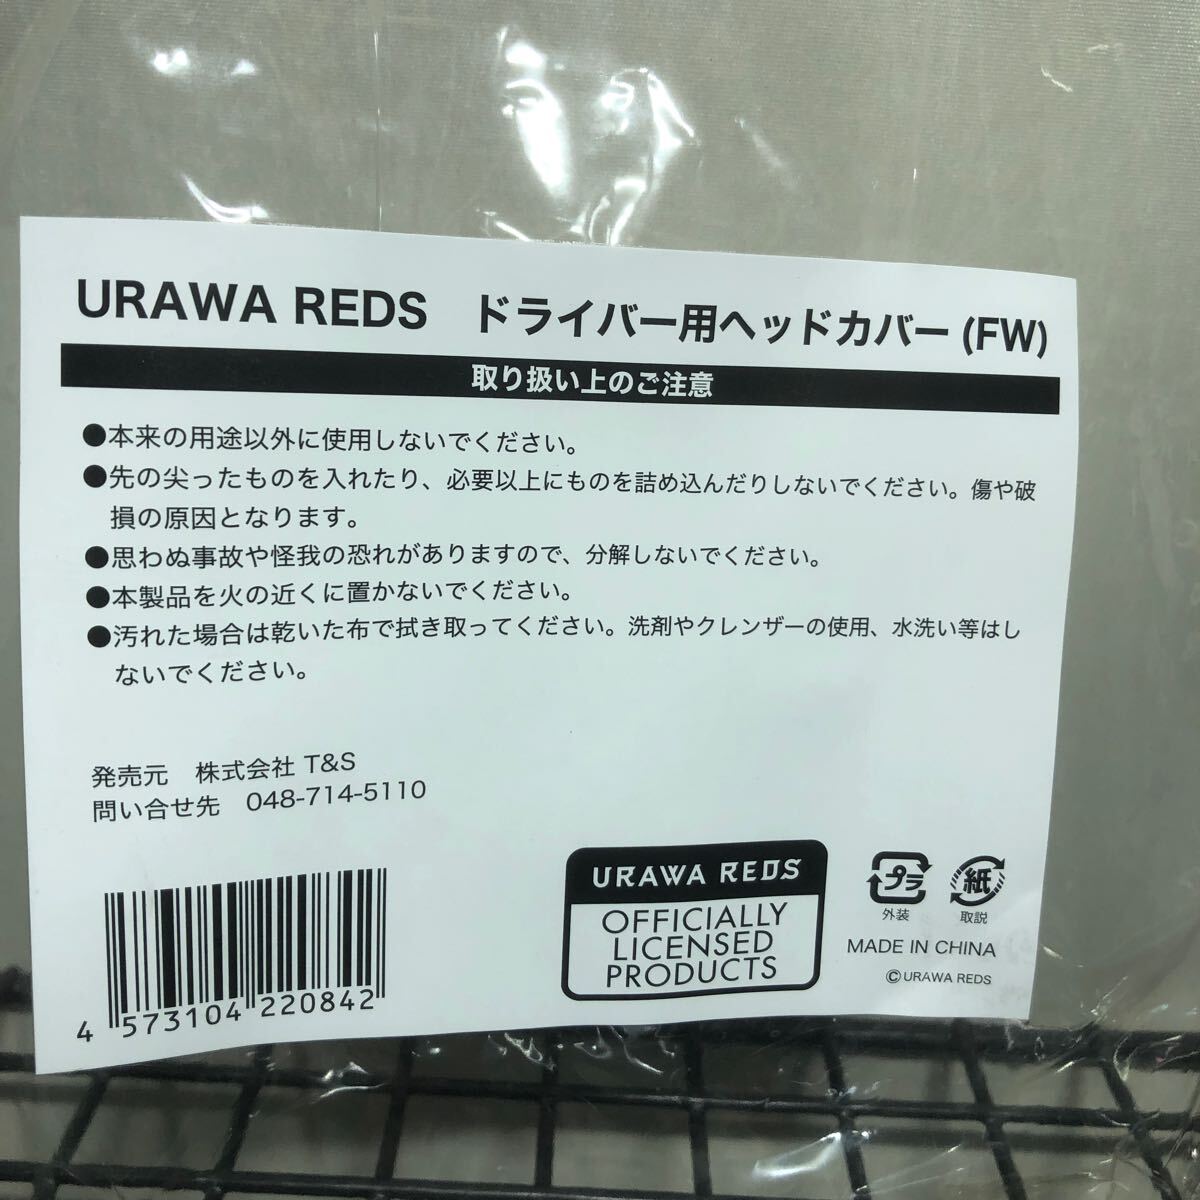 URAWA REDS　ドライバー用ヘッドカバー (FW)
取り扱い上のご注意
●本来の用途以外に使用しないでください。
●先の尖ったものを入れたり、必要以上にものを詰め込んだりしないでください。傷や破
損の原因となります。
●思わぬ事故や怪我の恐れがありますので、分解しないでください。
●本製品を火の近くに置かないでください。
●汚れた場合は乾いた布で拭き取ってください。洗剤やクレンザーの使用、水洗い等はし
ないでください。
発売元　株式会社 T&S
問い合せ先　048-714-5110
4 573104 220842
URAWA REDS
OFFICIALLY
LICENSED
PRODUCTS
プラ 紙
外装 取説
MADE IN CHINA
©URAWA REDS